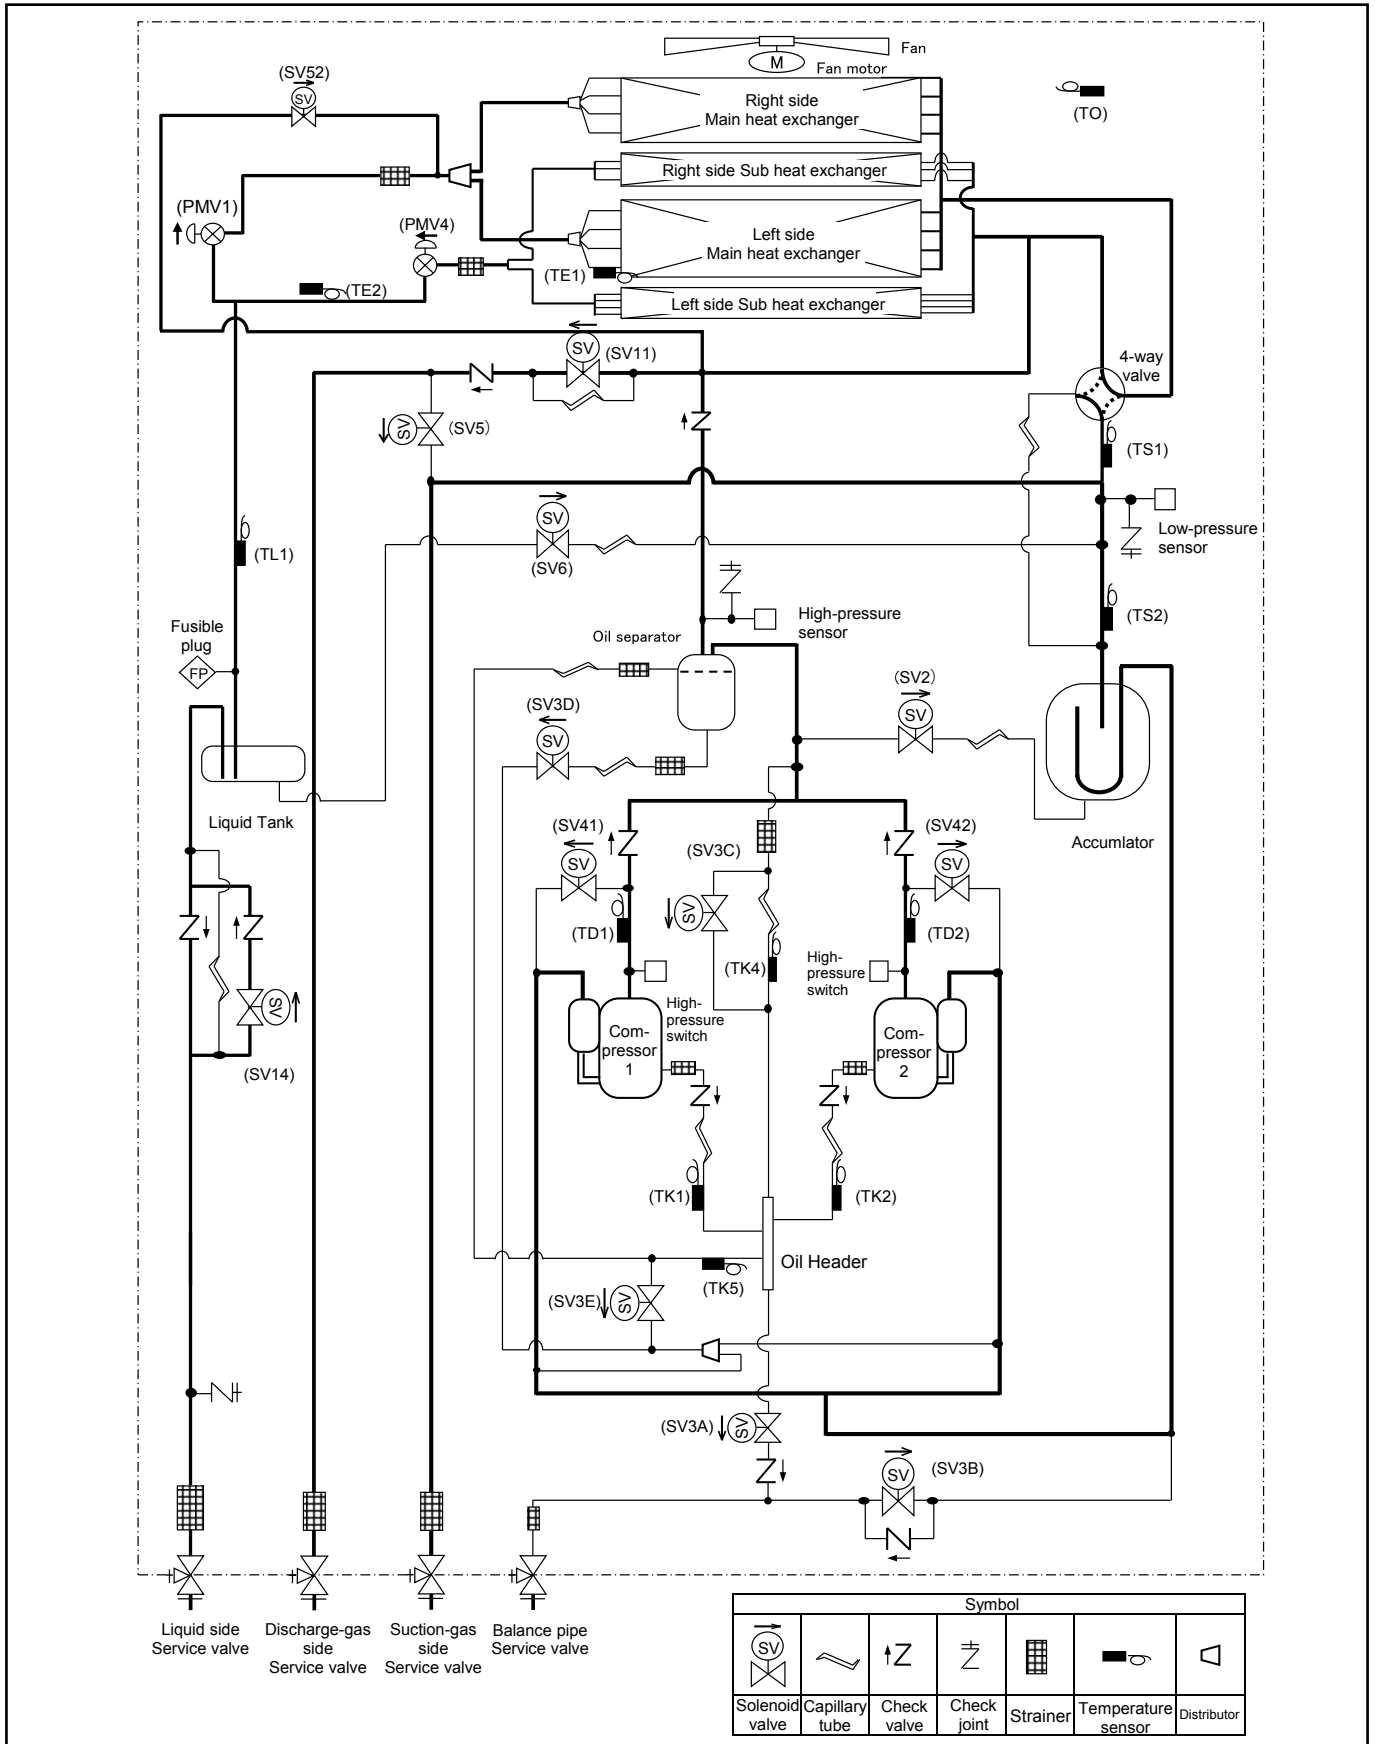 Fan
M
Fan motor
(SV52)
SV
Right side
Main heat exchanger
(TO)
Right side Sub heat exchanger
(PMV1)
(PMV4)
Left side
Main heat exchanger
(TE1)
(TE2)
Left side Sub heat exchanger
SV
(SV11)
4-way
valve
SV
(SV5)
(TS1)
SV
(SV6)
Low-pressure
sensor
(TL1)
High-pressure
sensor
(TS2)
Fusible
plug
FP
Oil separator
(SV2)
SV
(SV3D)
SV
Liquid Tank
Accumlator
(SV41)
SV
(SV3C)
SV
(SV42)
SV
(TD1)
(TK4)
(TD2)
High-
pressure
switch
High-
pressure
switch
SV
(SV14)
Com-
pressor
1
Com-
pressor
2
(TK1)
(TK2)
Oil Header
(TK5)
(SV3E)
SV
(SV3A)
SV
SV
(SV3B)
Liquid side
Service valve
Discharge-gas
side
Service valve
Suction-gas
side
Service valve
Balance pipe
Service valve
Symbol
SV
Solenoid
valve
Capillary
tube
Check
valve
Check
joint
Strainer
Temperature
sensor
Distributor